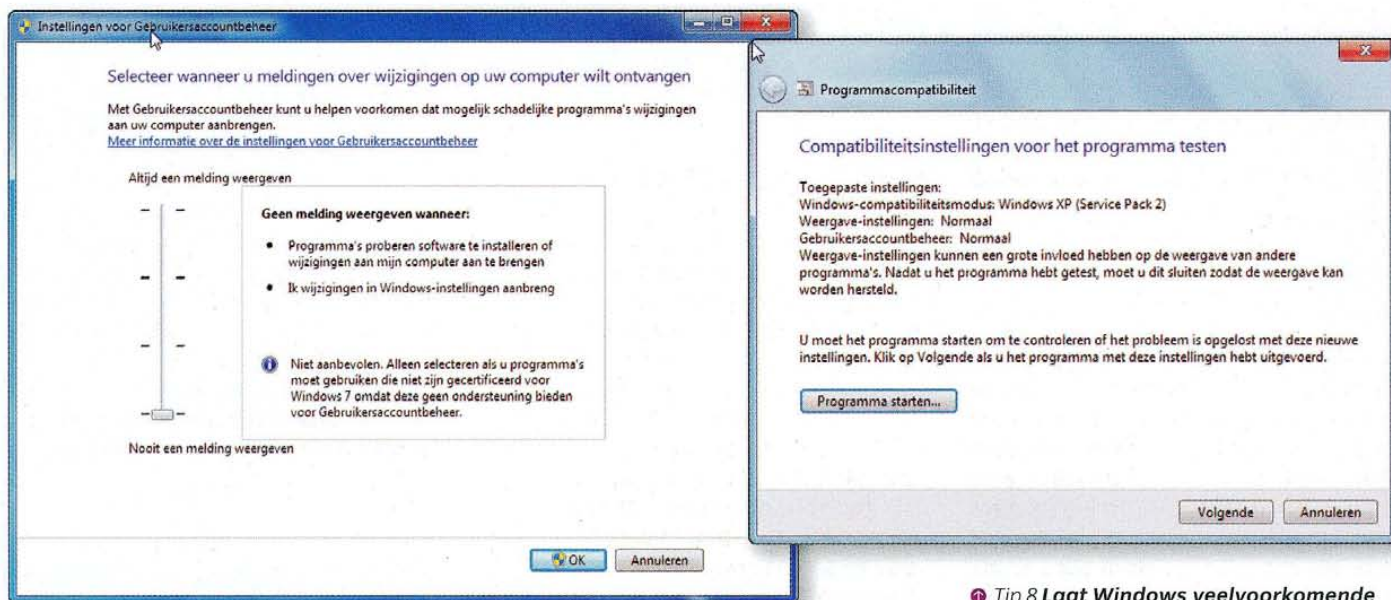 Instellingen voor Gebruikersaccountbeheer
Selecteer wanneer u meldingen over wijzigingen op uw computer wilt ontvangen
Met Gebruikersaccountbeheer kunt u helpen voorkomen dat mogelijk schadelijke programma's wijzigingen
aan uw computer aanbrengen.
Meer informatie over de instellingen voor Gebruikersaccountbeheer
Altijd een melding weergeven
Geen melding weergeven wanneer:
• Programma's proberen software te installeren of
wijzigingen aan mijn computer aan te brengen
• Ik wijzigingen in Windows-instellingen aanbreng
Niet aanbevolen. Alleen selecteren als u programma's
moet gebruiken die niet zijn gecertificeerd voor
Windows 7 omdat deze geen ondersteuning bieden
voor Gebruikersaccountbeheer.
Nooit een melding weergeven
OK
Annuleren
Programmacompatibiliteit
Compatibiliteitsinstellingen voor het programma testen
Toegepaste instellingen:
Windows-compatibiliteitsmodus: Windows XP (Service Pack 2)
Weergave-instellingen: Normaal
Gebruikersaccountbeheer: Normaal
Weergave-instellingen kunnen een grote invloed hebben op de weergave van andere
programma's. Nadat u het programma hebt getest, moet u dit sluiten zodat de weergave kan
worden hersteld.
U moet het programma starten om te controleren of het probleem is opgelost met deze nieuwe
instellingen. Klik op Volgende als u het programma met deze instellingen hebt uitgevoerd.
Programma starten...
Volgende
Annuleren
Tip 8 Laat Windows veelvoorkomende